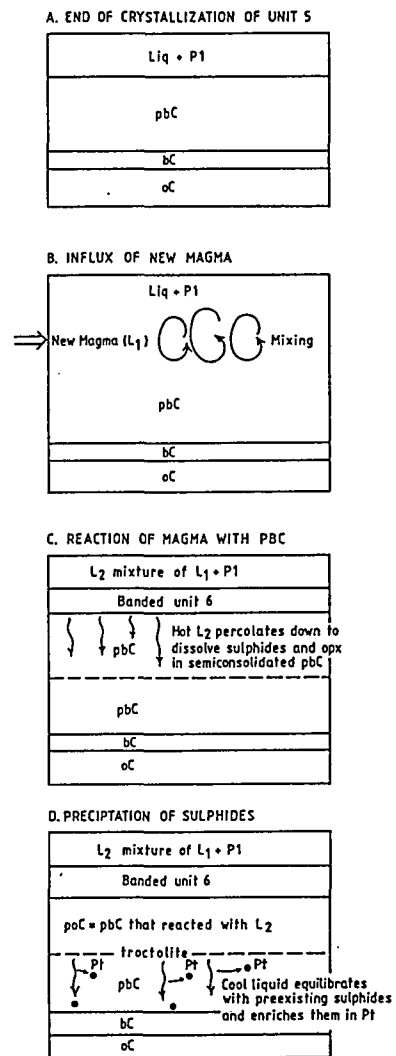 A. END OF CRYSTALLIZATION OF UNIT 5
Liq + P1
pbC
bC
oC
B. INFLUX OF NEW MAGMA
Liq + P1
New Magma (L1)
Mixing
pbC
bC
oC
C. REACTION OF MAGMA WITH PBC
L2 mixture of L1 + P1
Banded unit 6
Hot L2 percolates down to
pbC
dissolve sulphides and opx
in semiconsolidated pbC
pbC
bC
oC
D. PRECIPTATION OF SULPHIDES
L2 mixture of L1 + P1
Banded unit 6
poC = pbC that reacted with L2
troctolite
Pt
Pt
Pt
pbC
Cool liquid equilibrates
with preexisting sulphides
and enriches them in Pt
bC
oC